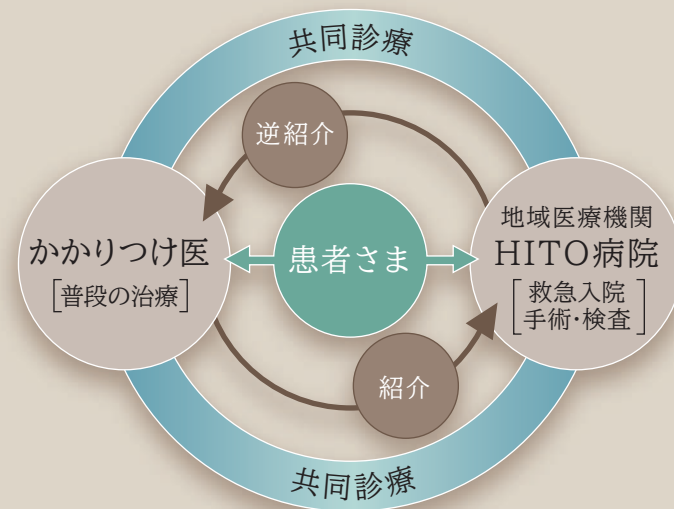 共同診療
逆紹介
かかりつけ医
[普段の治療]
患者さま
地域医療機関
HITO病院
[救急入院
手術・検査]
紹介
共同診療